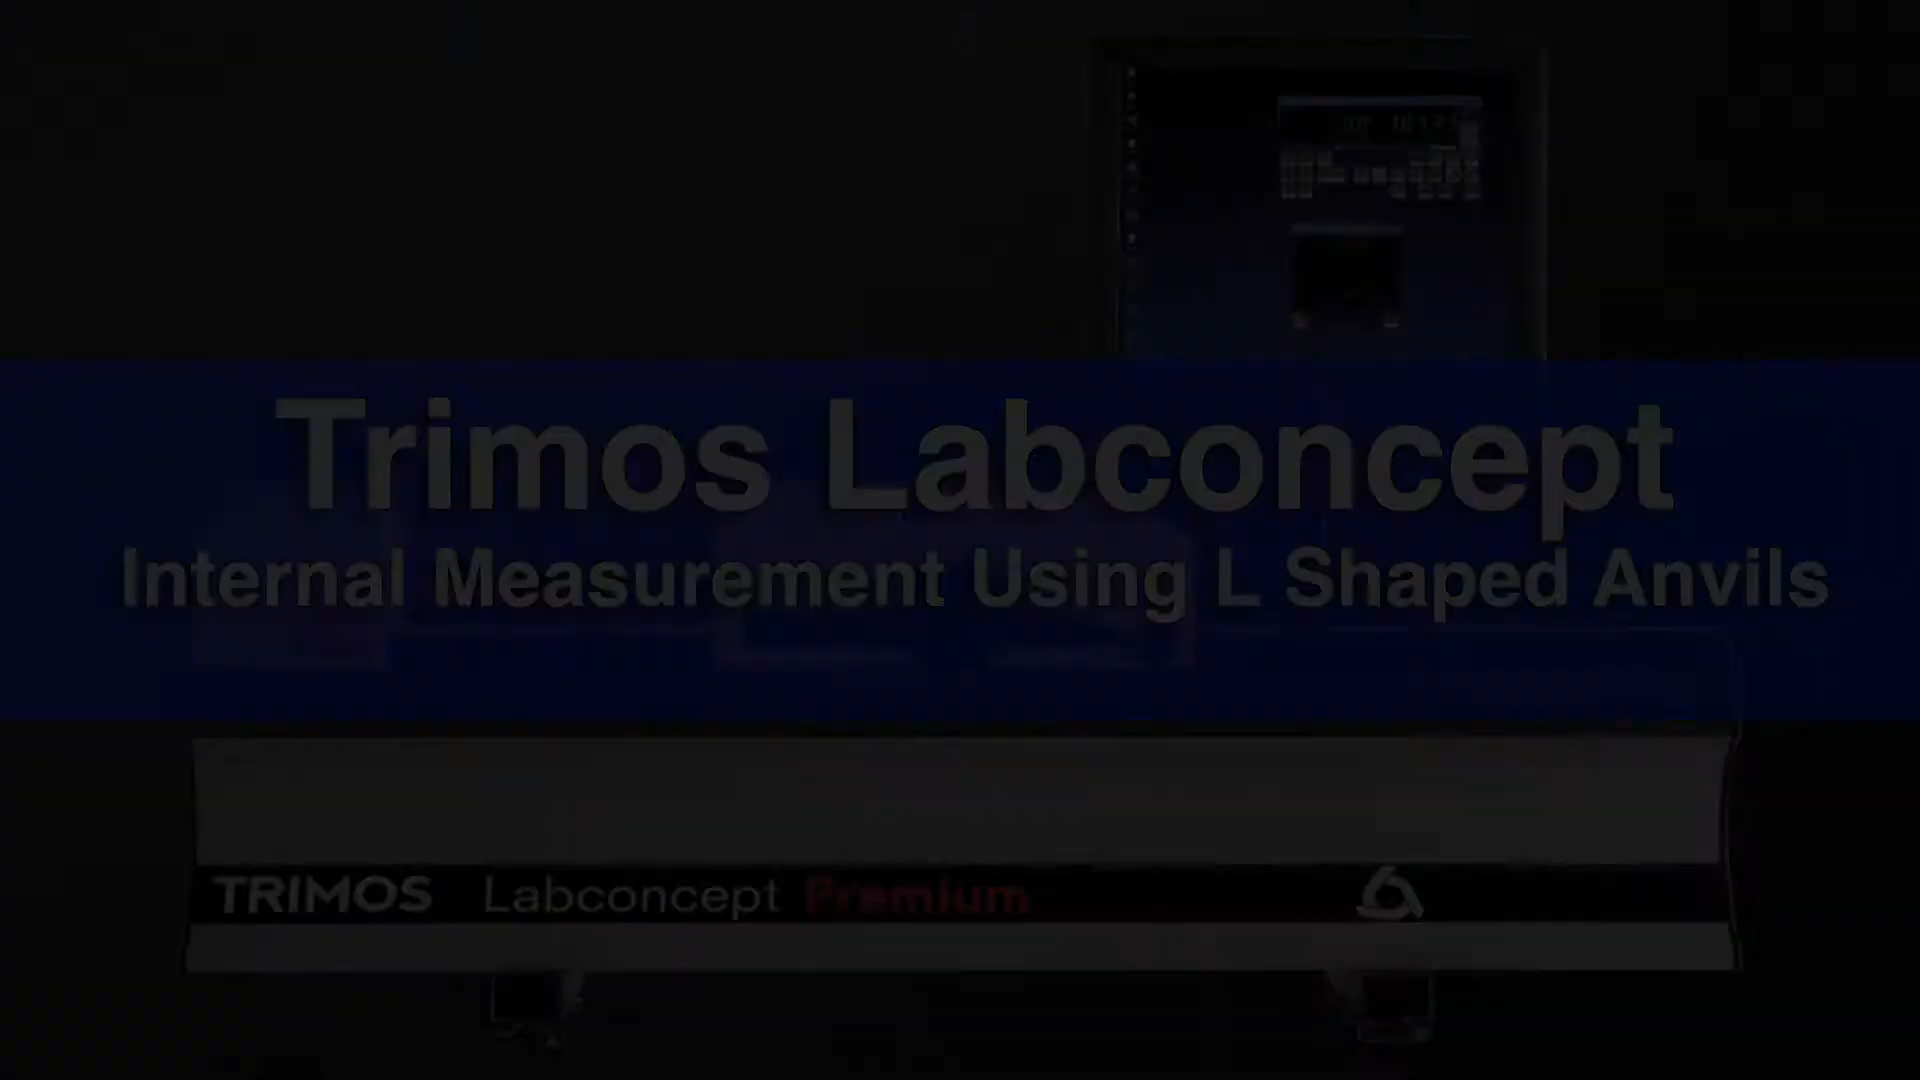 Trimos Labconcept
Internal Measurement Using L Shaped Anvils
TRIMOS Labconcept Premium